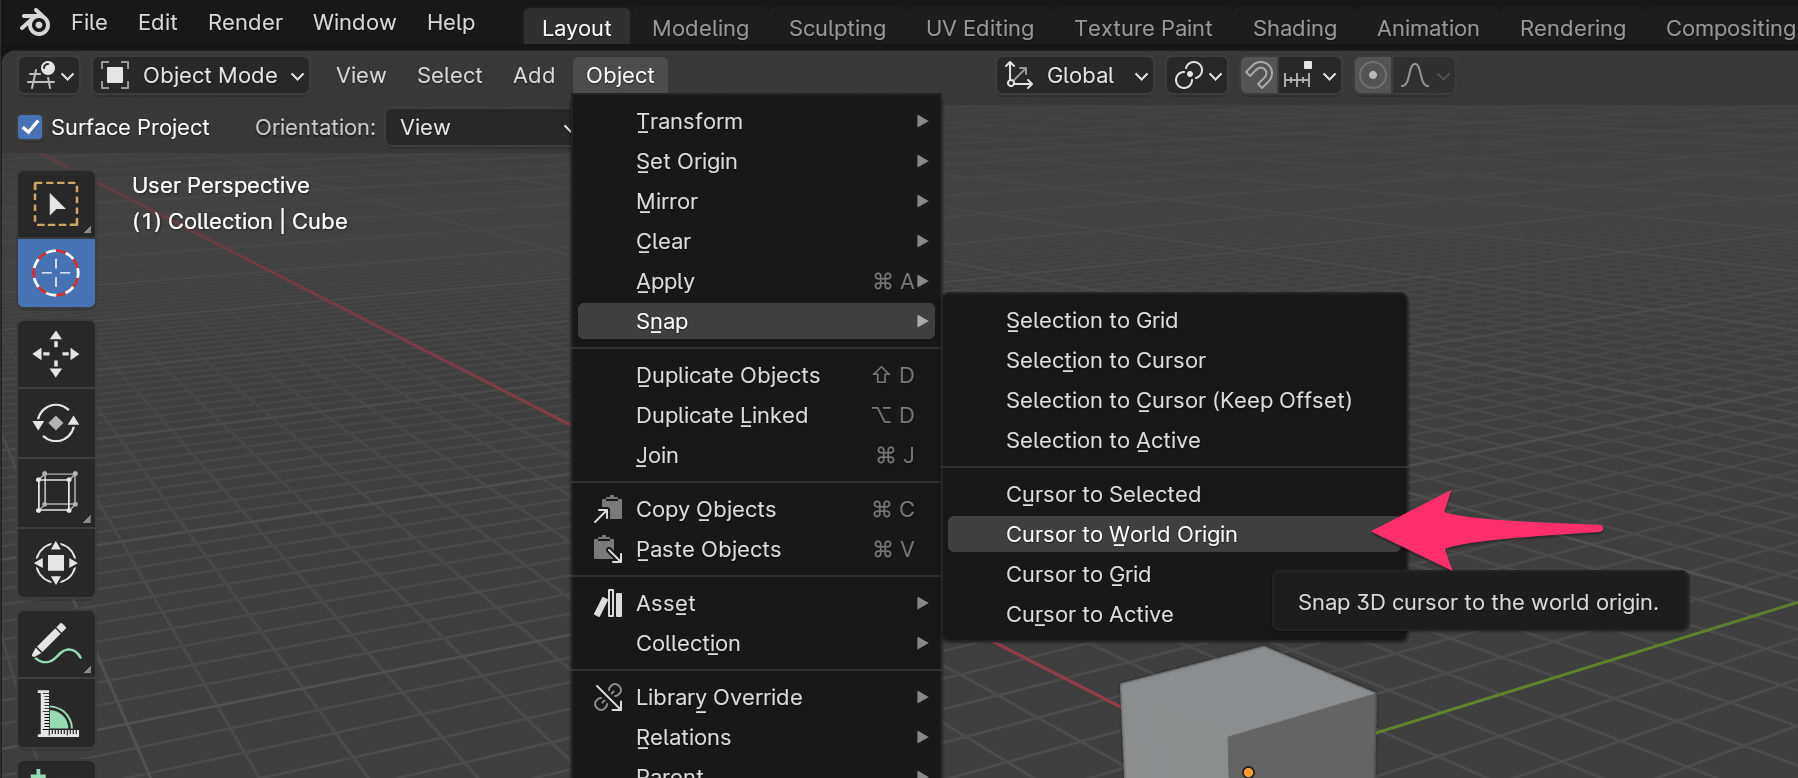 File Edit Render Window Help Layout Modeling Sculpting UV Editing Texture Paint Shading Animation Rendering Compositing
Object Mode View Select Add Object Global
Surface Project Orientation: View
User Perspective
(1) Collection | Cube
Transform
Set Origin
Mirror
Clear
Apply ⌘ A
Snap
Duplicate Objects ⇧ D
Duplicate Linked ⌥ D
Join ⌘ J
Copy Objects ⌘ C
Paste Objects ⌘ V
Asset
Collection
Library Override
Relations
Parent
Selection to Grid
Selection to Cursor
Selection to Cursor (Keep Offset)
Selection to Active
Cursor to Selected
Cursor to World Origin
Cursor to Grid
Cursor to Active
Snap 3D cursor to the world origin.